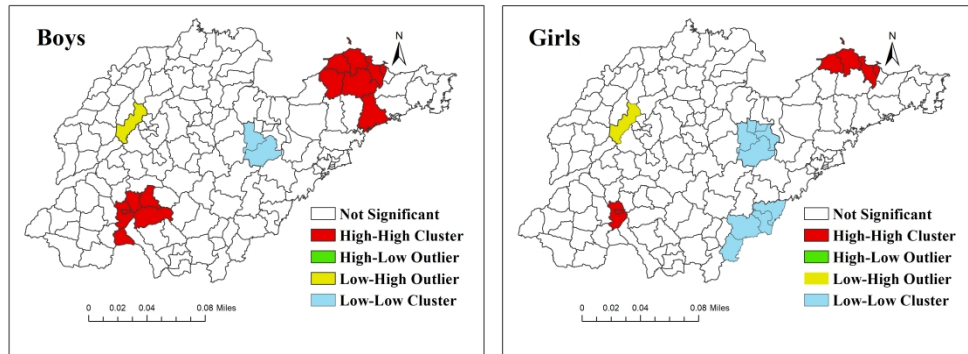 Boys
N
Not Significant
High-High Cluster
High-Low Outlier
Low-High Outlier
Low-Low Cluster
0 0.02 0.04 0.08 Miles
Girls
N
Not Significant
High-High Cluster
High-Low Outlier
Low-High Outlier
Low-Low Cluster
0 0.02 0.04 0.08 Miles